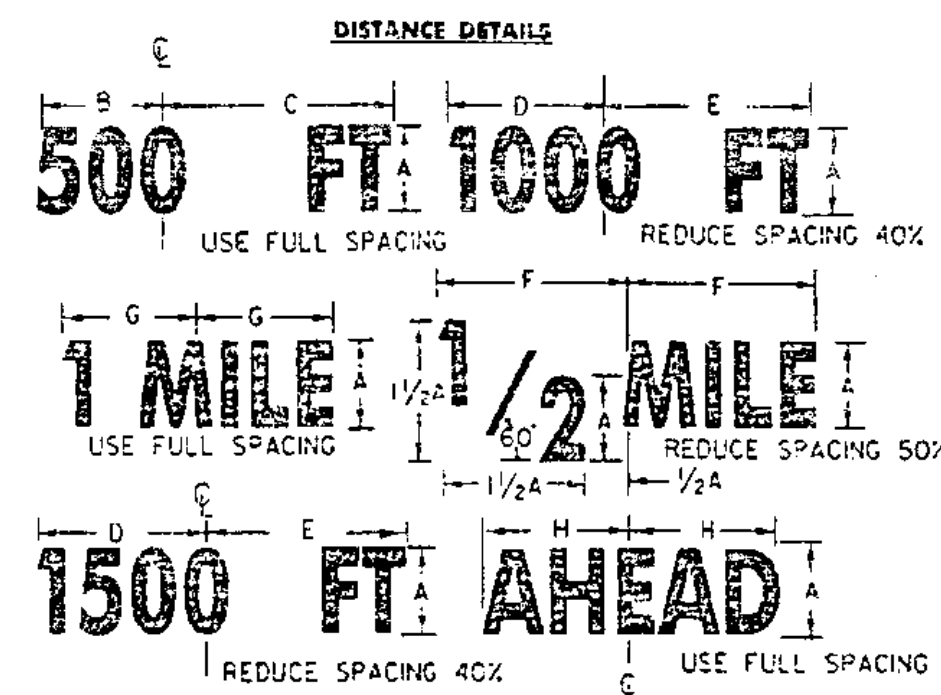 DISTANCE DETAILS
℄
B C D E
500 FT A 1000 FT A
USE FULL SPACING REDUCE SPACING 40%
F F
G G
1 MILE A 1½A 1/2 60° A MILE A
USE FULL SPACING REDUCE SPACING 50%
1½A ½A
℄
D E H H
1500 FT A AHEAD A
REDUCE SPACING 40% USE FULL SPACING
℄